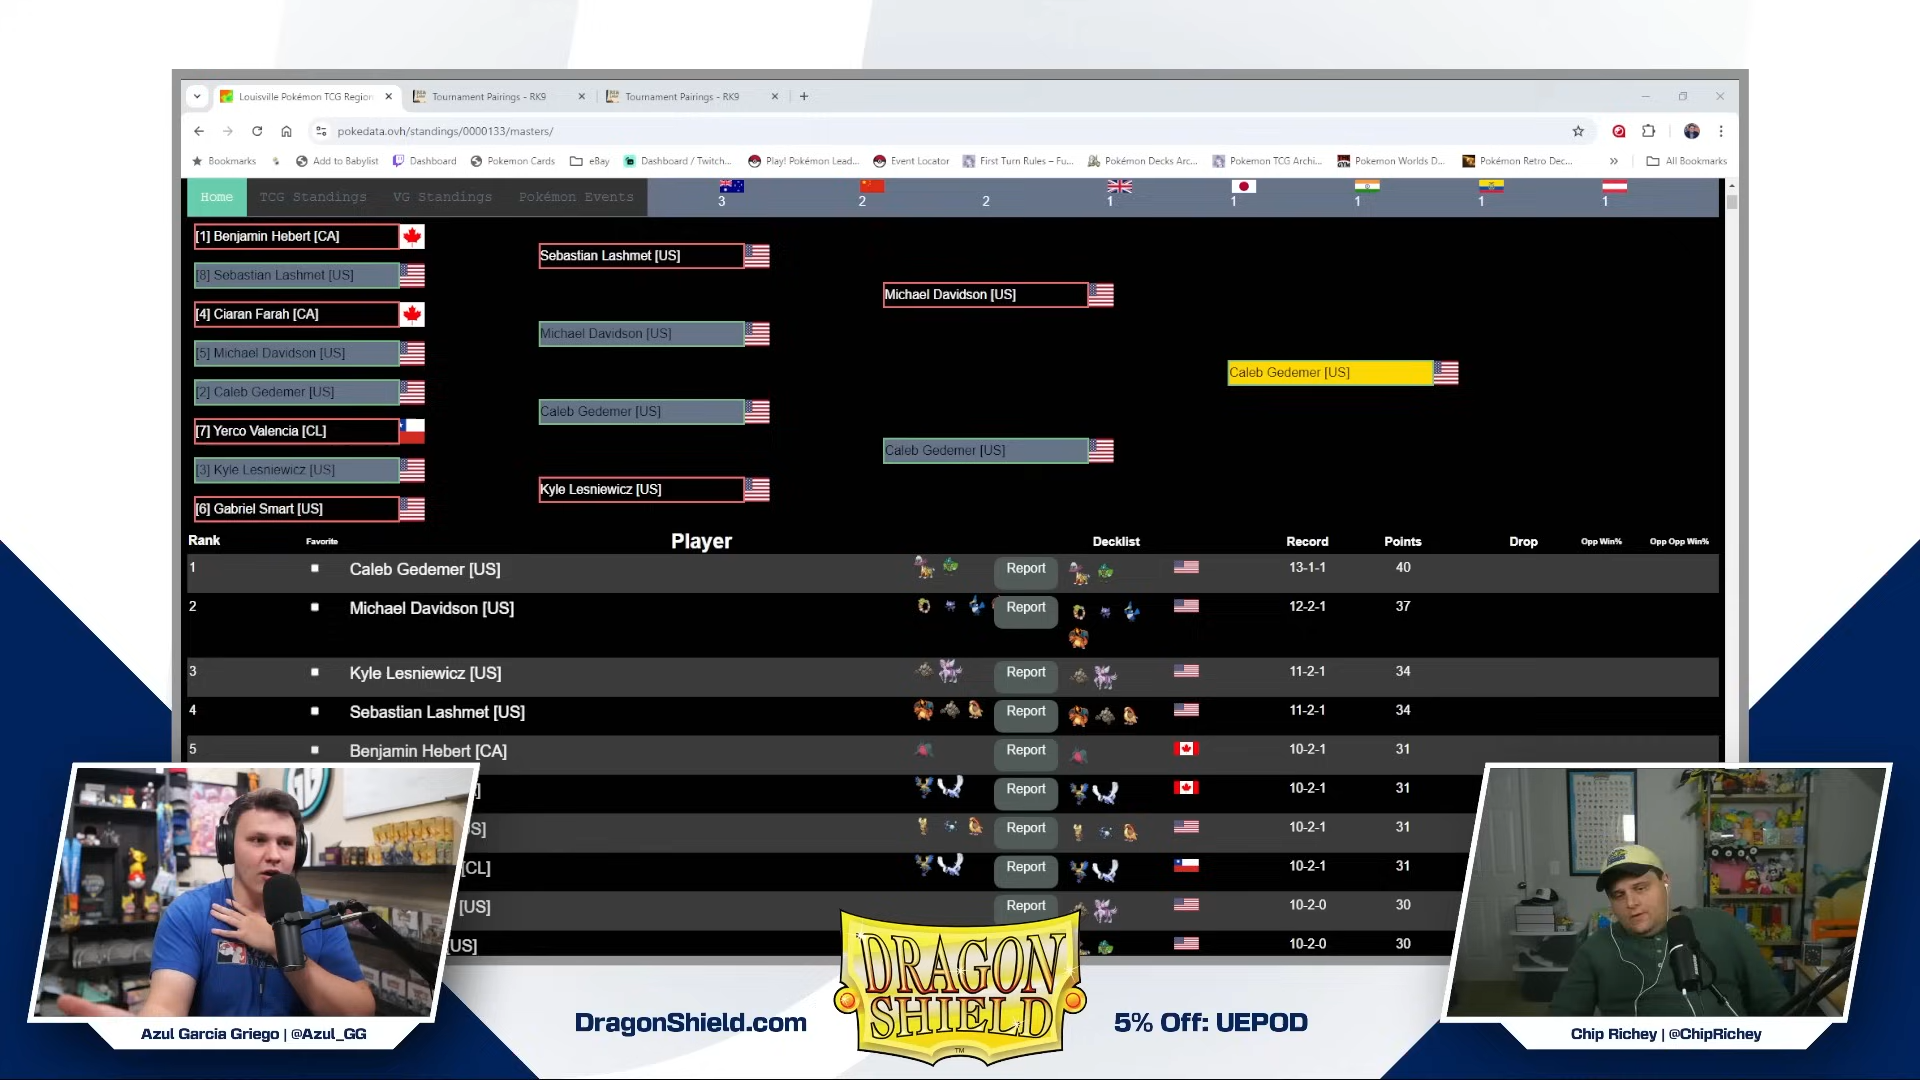 Louisville Pokémon TCG Region
Tournament Pairings - RK9
Tournament Pairings - RK9
pokedata.ovh/standings/0000133/masters/
Bookmarks
Add to Babylist
Dashboard
Pokemon Cards
eBay
Dashboard / Twitch...
Play! Pokémon Lead...
Event Locator
First Turn Rules – Fu...
Pokémon Decks Arc...
Pokemon TCG Archi...
Pokemon Worlds D...
Pokémon Retro Dec...
All Bookmarks
Home TCG Standings VG Standings Pokémon Events
3 2 2 1 1 1 1 1
[1] Benjamin Hebert [CA]
[8] Sebastian Lashmet [US]
[4] Ciaran Farah [CA]
[5] Michael Davidson [US]
[2] Caleb Gedemer [US]
[7] Yerco Valencia [CL]
[3] Kyle Lesniewicz [US]
[6] Gabriel Smart [US]
Sebastian Lashmet [US]
Michael Davidson [US]
Caleb Gedemer [US]
Kyle Lesniewicz [US]
Michael Davidson [US]
Caleb Gedemer [US]
Caleb Gedemer [US]
Rank Favorite Player Decklist Record Points Drop Opp Win% Opp Opp Win%
1 Caleb Gedemer [US] Report 13-1-1 40
2 Michael Davidson [US] Report 12-2-1 37
3 Kyle Lesniewicz [US] Report 11-2-1 34
4 Sebastian Lashmet [US] Report 11-2-1 34
5 Benjamin Hebert [CA] Report 10-2-1 31
] Report 10-2-1 31
US] Report 10-2-1 31
[CL] Report 10-2-1 31
[US] Report 10-2-0 30
[US] 10-2-0 30
DRAGON
SHIELD
TM
DragonShield.com
5% Off: UEPOD
Azul Garcia Griego | @Azul_GG
Chip Richey | @ChipRichey